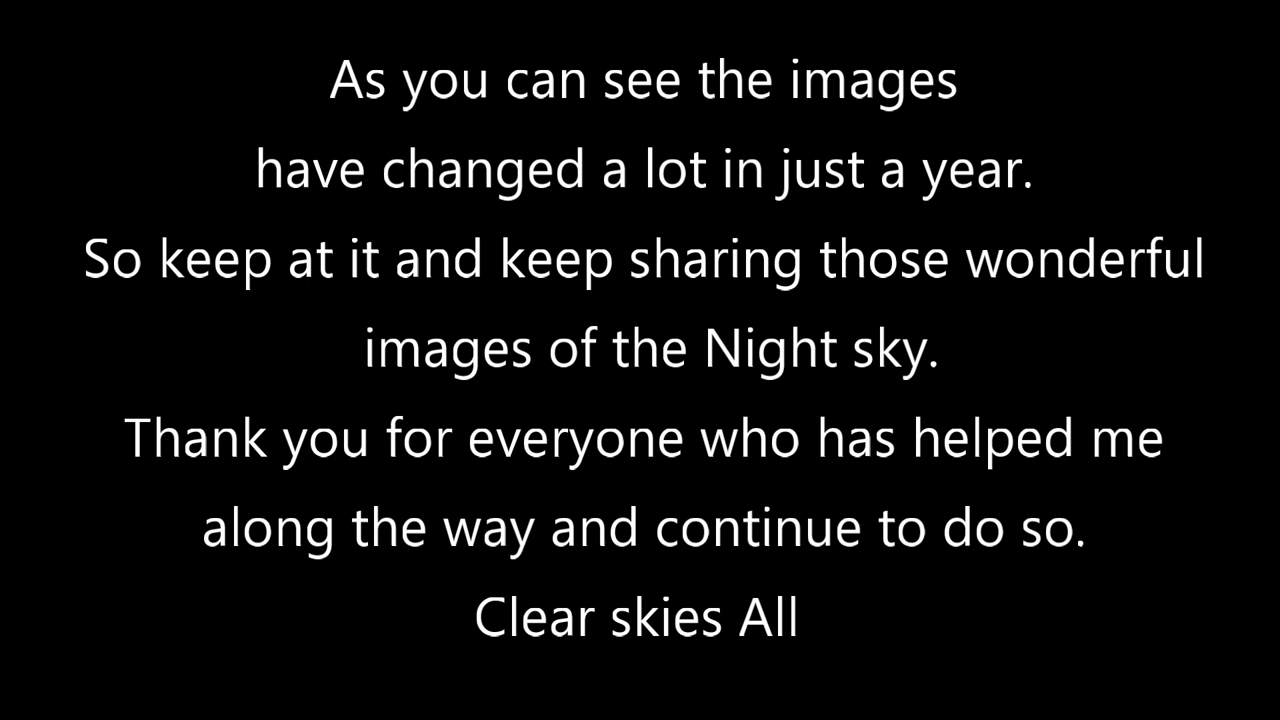 As you can see the images
have changed a lot in just a year.
So keep at it and keep sharing those wonderful
images of the Night sky.
Thank you for everyone who has helped me
along the way and continue to do so.
Clear skies All